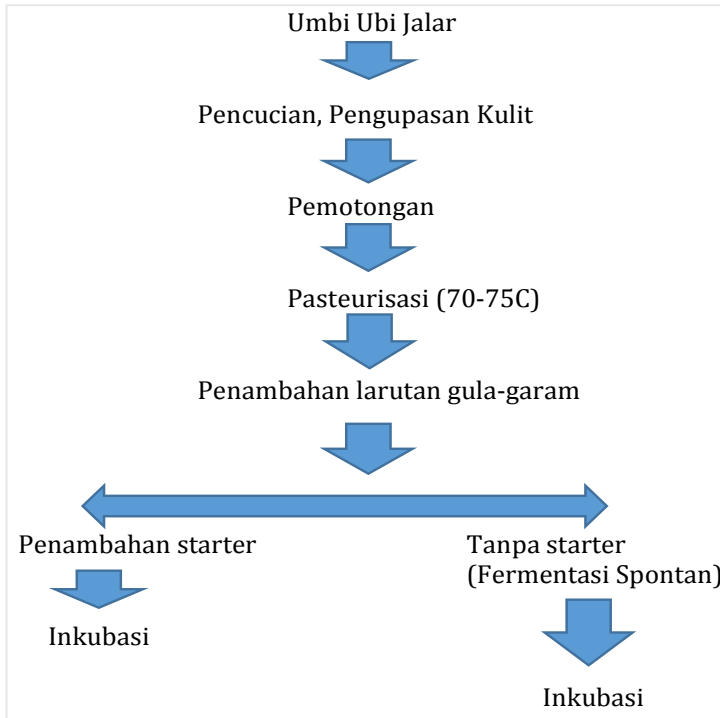 Umbi Ubi Jalar
Pencucian, Pengupasan Kulit
Pemotongan
Pasteurisasi (70-75C)
Penambahan larutan gula-garam
Penambahan starter
Inkubasi
Tanpa starter
(Fermentasi Spontan)
Inkubasi